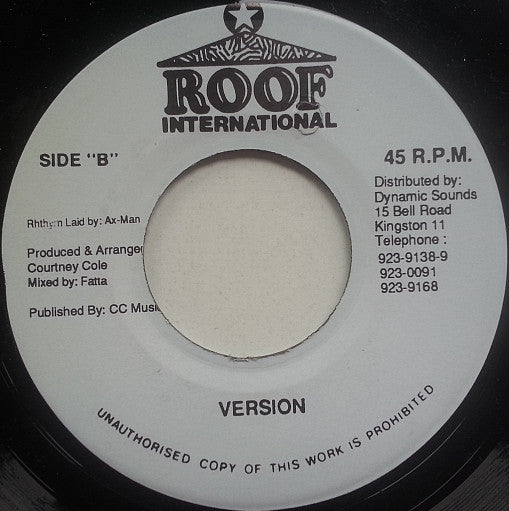 ROOF
INTERNATIONAL
SIDE "B"
45 R.P.M.
Rhthym Laid by: Ax-Man
Produced & Arranger
Courtney Cole
Mixed by: Fatta
Published By: CC Musi
Distributed by:
Dynamic Sounds
15 Bell Road
Kingston 11
Telephone :
923-9138-9
923-0091
923-9168
VERSION
UNAUTHORISED COPY OF THIS WORK IS PROHIBITED